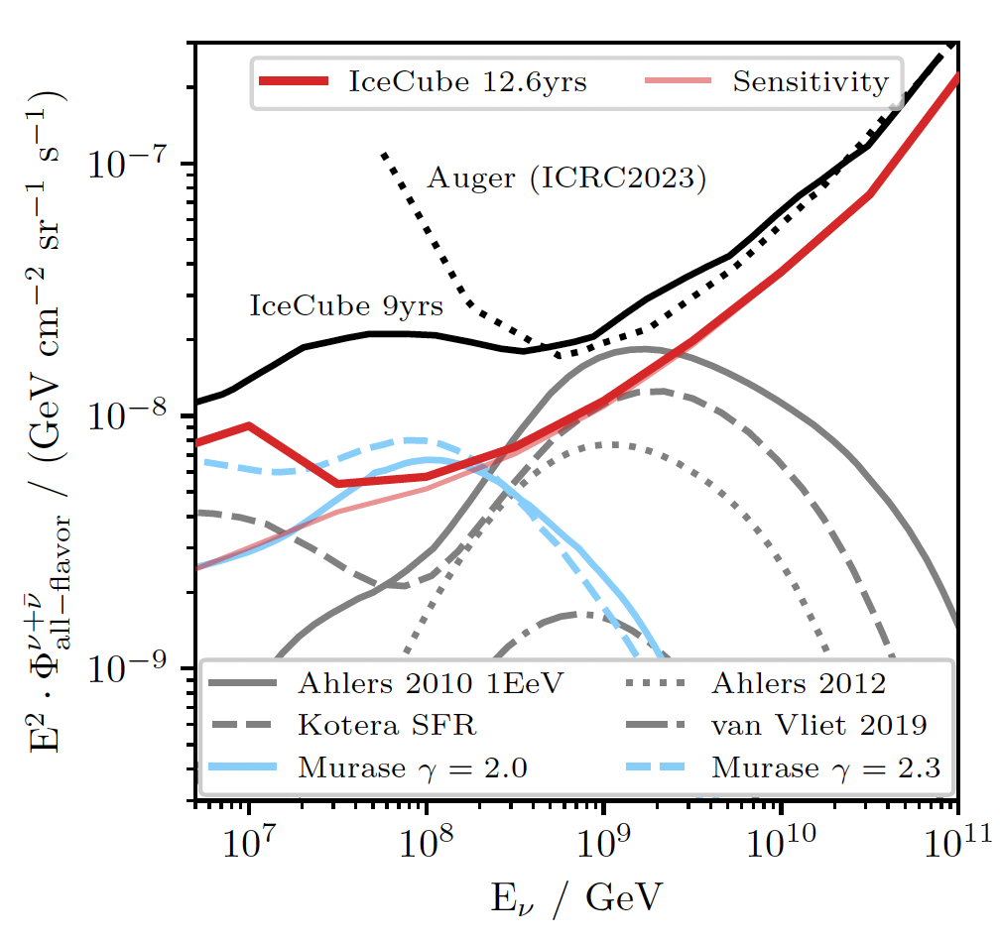 IceCube 12.6yrs Sensitivity
Auger (ICRC2023)
IceCube 9yrs
10⁻⁷
10⁻⁸
10⁻⁹
E² · Φ^{ν+ν̄}_{all−flavor} / (GeV cm⁻² sr⁻¹ s⁻¹)
Ahlers 2010 1EeV Ahlers 2012
Kotera SFR van Vliet 2019
Murase γ = 2.0 Murase γ = 2.3
10⁷ 10⁸ 10⁹ 10¹⁰ 10¹¹
E_ν / GeV